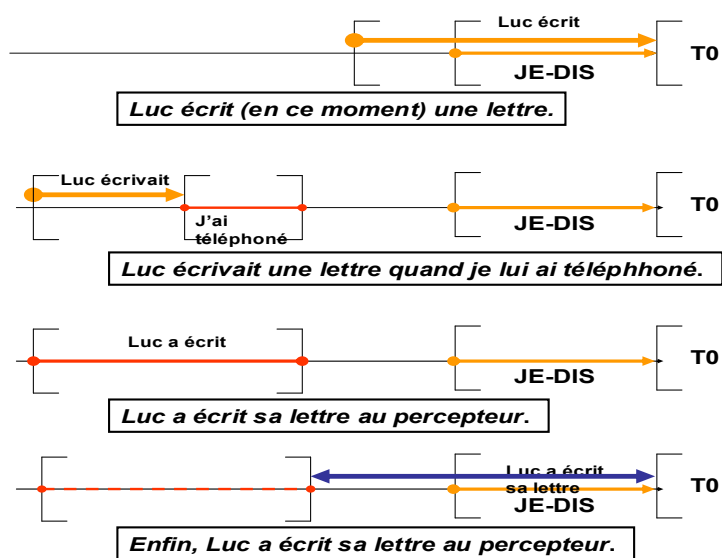 Luc écrit
T0
JE-DIS
Luc écrit (en ce moment) une lettre.
Luc écrivait
J'ai
téléphoné
JE-DIS
T0
Luc écrivait une lettre quand je lui ai téléphhoné.
Luc a écrit
JE-DIS
T0
Luc a écrit sa lettre au percepteur.
Luc a écrit
sa lettre
JE-DIS
T0
Enfin, Luc a écrit sa lettre au percepteur.